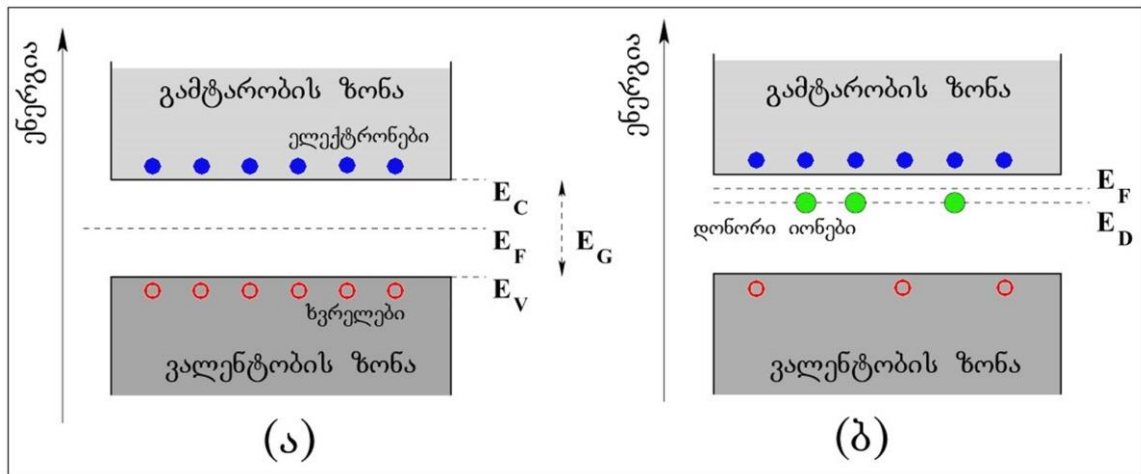 ენერგია
გამტარობის ზონა
ელექტრონები
E_C
E_F
E_G
E_V
ხვრელები
ვალენტობის ზონა
(ა)
ენერგია
გამტარობის ზონა
E_F
დონორი იონები
E_D
ვალენტობის ზონა
(ბ)